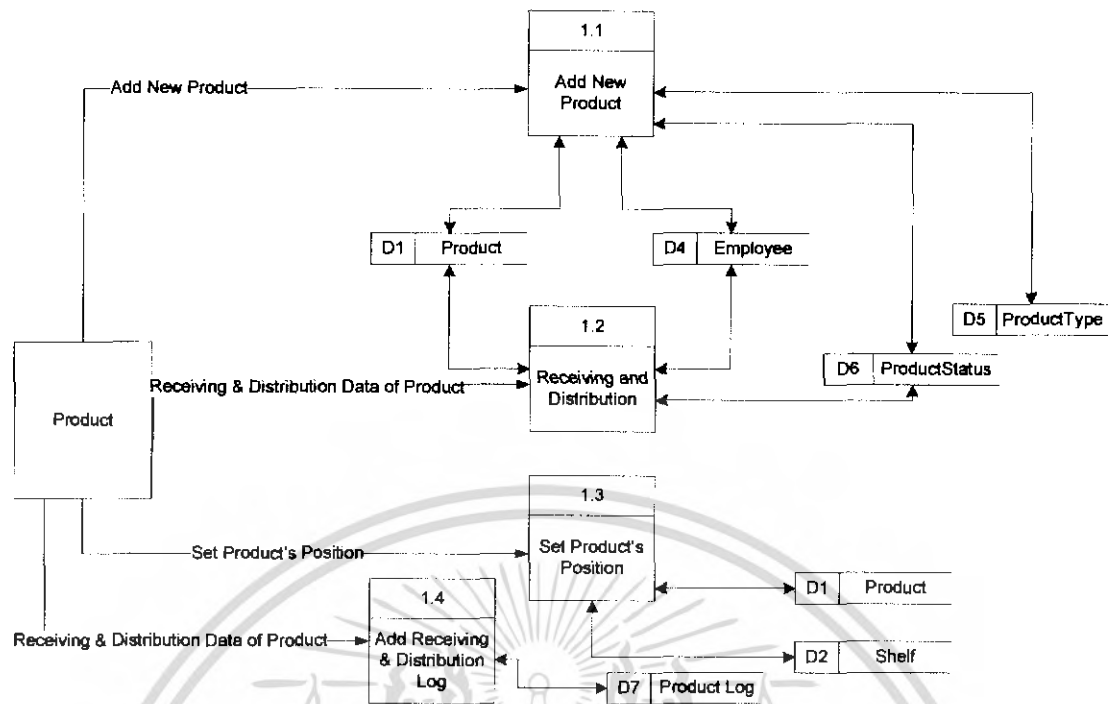 1.1
Add New Product
Add New
Product
D1 Product
D4 Employee
D5 ProductType
1.2
D6 ProductStatus
Receiving & Distribution Data of Product
Receiving and
Distribution
Product
1.3
Set Product's Position
Set Product's
Position
D1 Product
1.4
Receiving & Distribution Data of Product
Add Receiving
& Distribution
Log
D2 Shelf
D7 Product Log